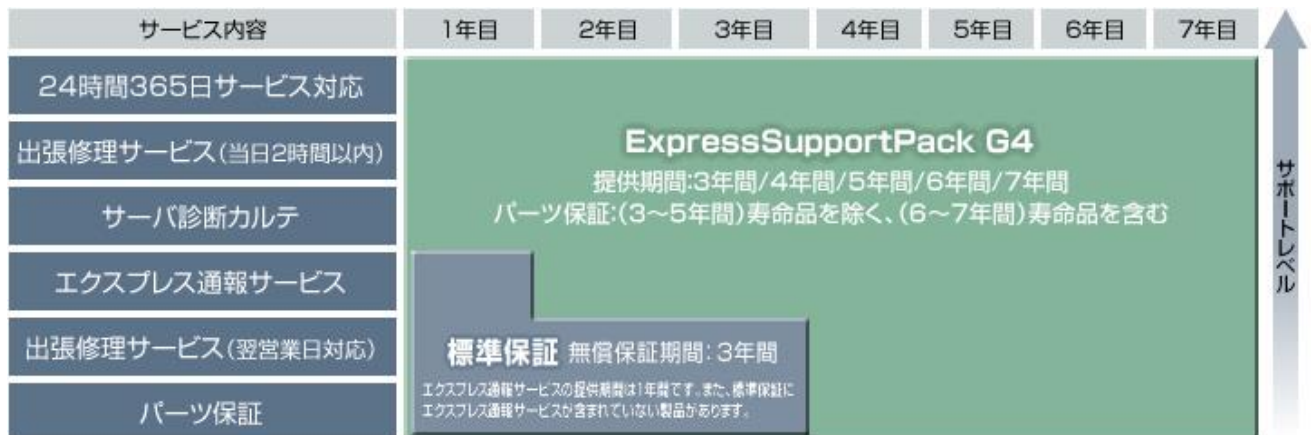 サービス内容
1年目
2年目
3年目
4年目
5年目
6年目
7年目
24時間365日サービス対応
出張修理サービス(当日2時間以内)
サーバ診断カルテ
エクスプレス通報サービス
出張修理サービス(翌営業日対応)
パーツ保証
ExpressSupportPack G4
提供期間:3年間/4年間/5年間/6年間/7年間
パーツ保証:(3～5年間)寿命品を除く、(6～7年間)寿命品を含む
標準保証 無償保証期間:3年間
エクスプレス通報サービスの提供期間は1年間です。また、標準保証に
エクスプレス通報サービスが含まれていない製品があります。
サポートレベル